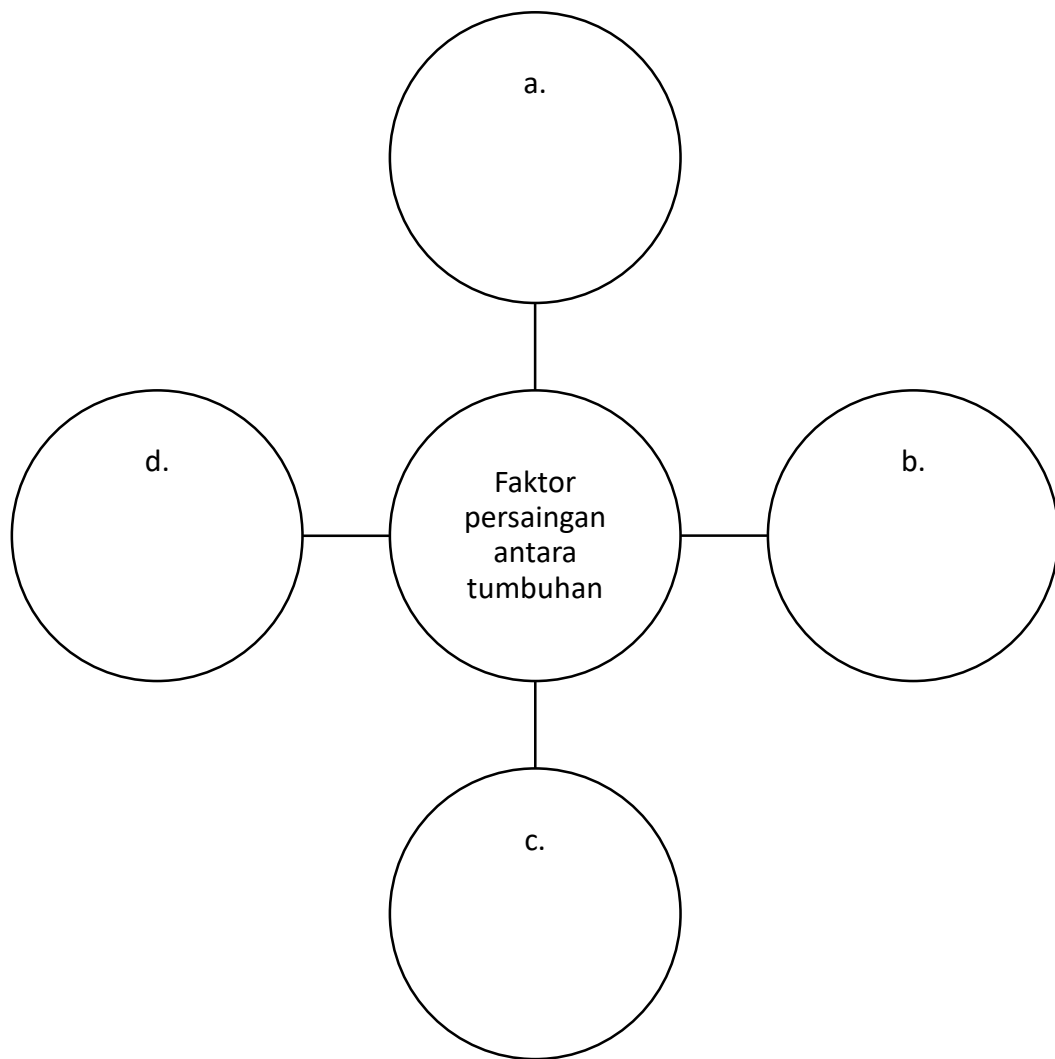 a.
d.
Faktor
persaingan
antara
tumbuhan
b.
c.